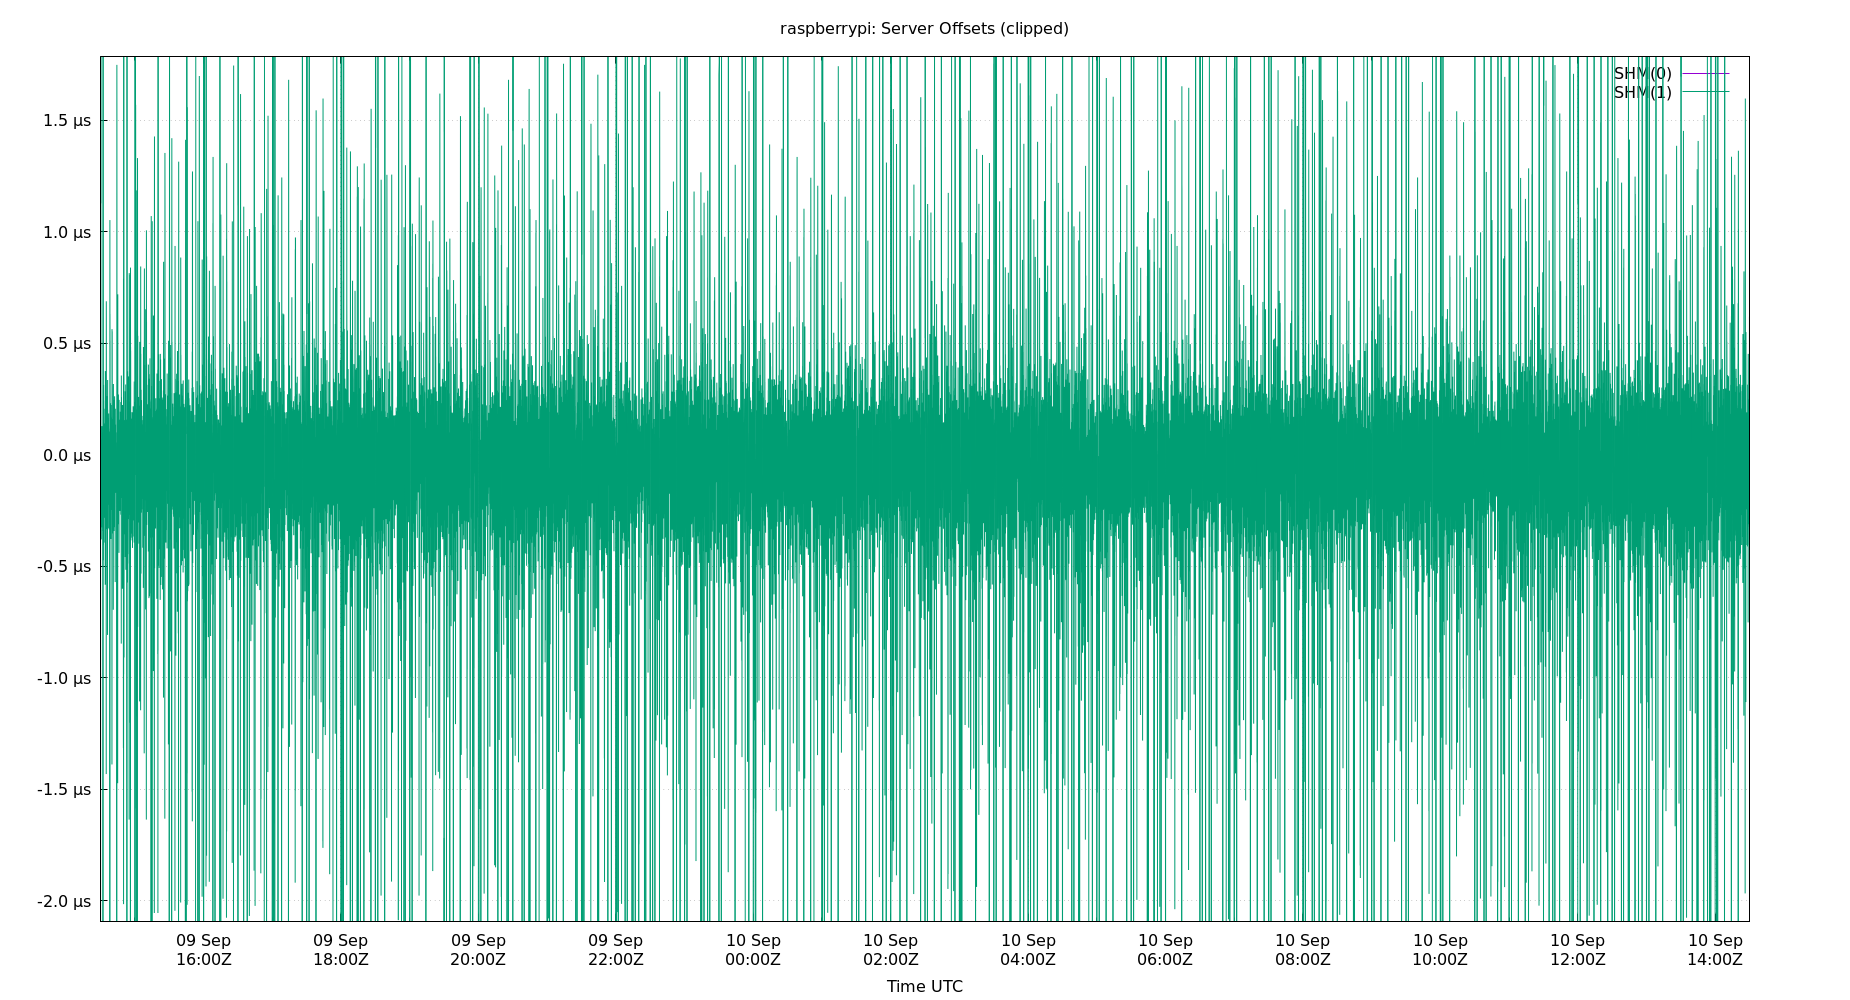 raspberrypi: Server Offsets (clipped)
SHM(0)
SHM(1)
1.5 µs
1.0 µs
0.5 µs
0.0 µs
-0.5 µs
-1.0 µs
-1.5 µs
-2.0 µs
09 Sep 09 Sep 09 Sep 09 Sep 10 Sep 10 Sep 10 Sep 10 Sep 10 Sep 10 Sep 10 Sep 10 Sep
16:00Z 18:00Z 20:00Z 22:00Z 00:00Z 02:00Z 04:00Z 06:00Z 08:00Z 10:00Z 12:00Z 14:00Z
Time UTC